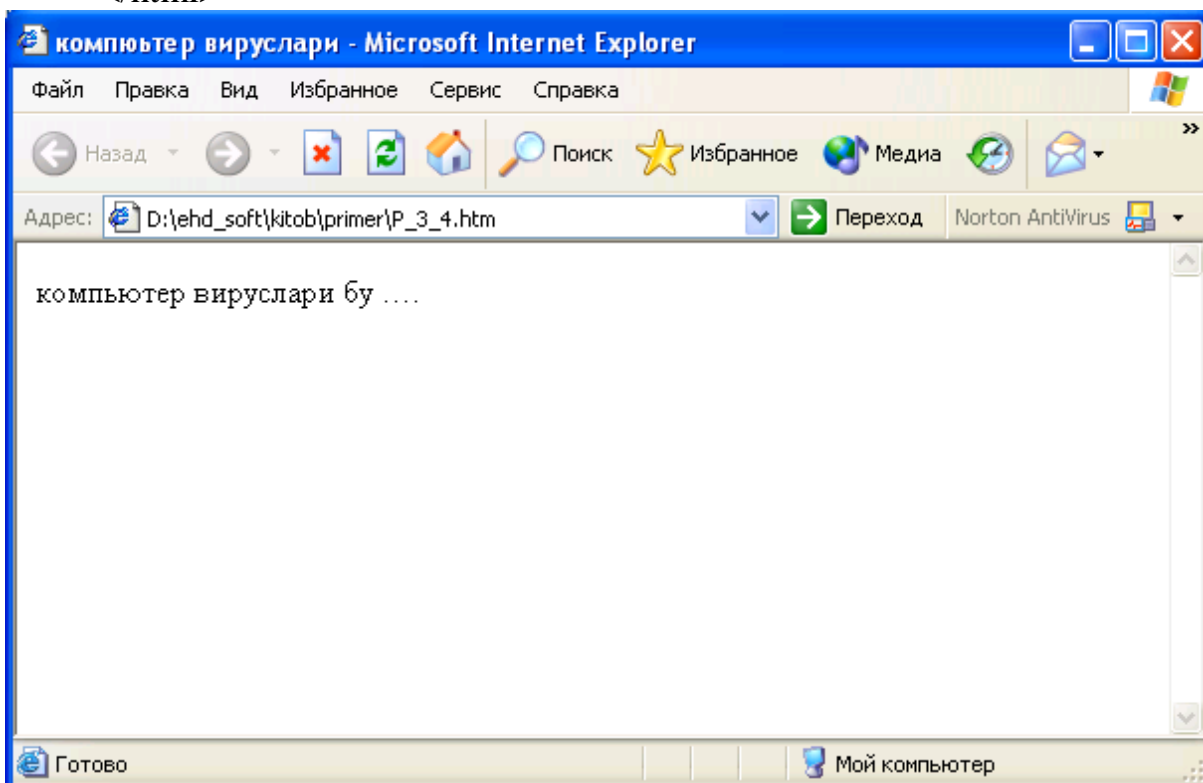 компютер вируслари - Microsoft Internet Explorer
Файл Правка Вид Избранное Сервис Справка
Назад Поиск Избранное Медиа »
Адрес: D:\ehd_soft\kitob\primer\P_3_4.htm Переход Norton AntiVirus
компьютер вируслари бу ....
Готово Мой компьютер